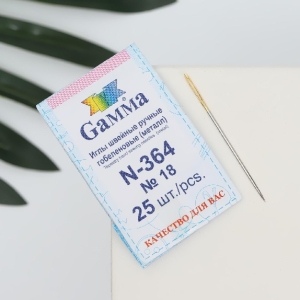 GaMMa
Иглы швейные ручные
гобеленовые (металл)
N-364
№ 18
25 шт./pcs.
КАЧЕСТВО ДЛЯ ВАС